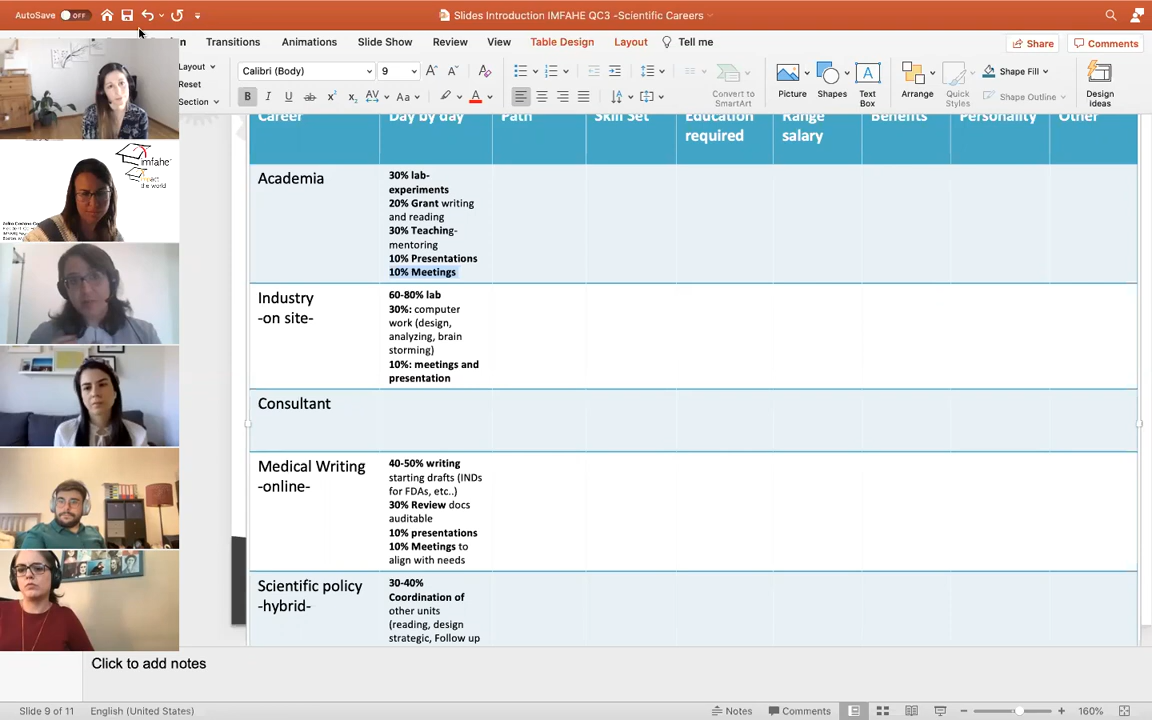 AutoSave OFF
Slides Introduction IMFAHE QC3 -Scientific Careers
Transitions Animations Slide Show Review View Table Design Layout Tell me
Share Comments
Layout
Reset
Section
Calibri (Body) 9
Convert to
SmartArt
Picture
Shapes
Text
Box
Arrange
Quick
Styles
Shape Fill
Shape Outline
Design
Ideas
imfahe
impact
the world
Career Day by day Path Skill Set Education
required Range
salary Benefits Personality Other
Academia
30% lab-
experiments
20% Grant writing
and reading
30% Teaching-
mentoring
10% Presentations
10% Meetings
Industry
-on site-
60-80% lab
30%: computer
work (design,
analyzing, brain
storming)
10%: meetings and
presentation
Consultant
Medical Writing
-online-
40-50% writing
starting drafts (INDs
for FDAs, etc..)
30% Review docs
auditable
10% presentations
10% Meetings to
align with needs
Scientific policy
-hybrid-
30-40%
Coordination of
other units
(reading, design
strategic, Follow up
Click to add notes
Slide 9 of 11 English (United States) Notes Comments 160%